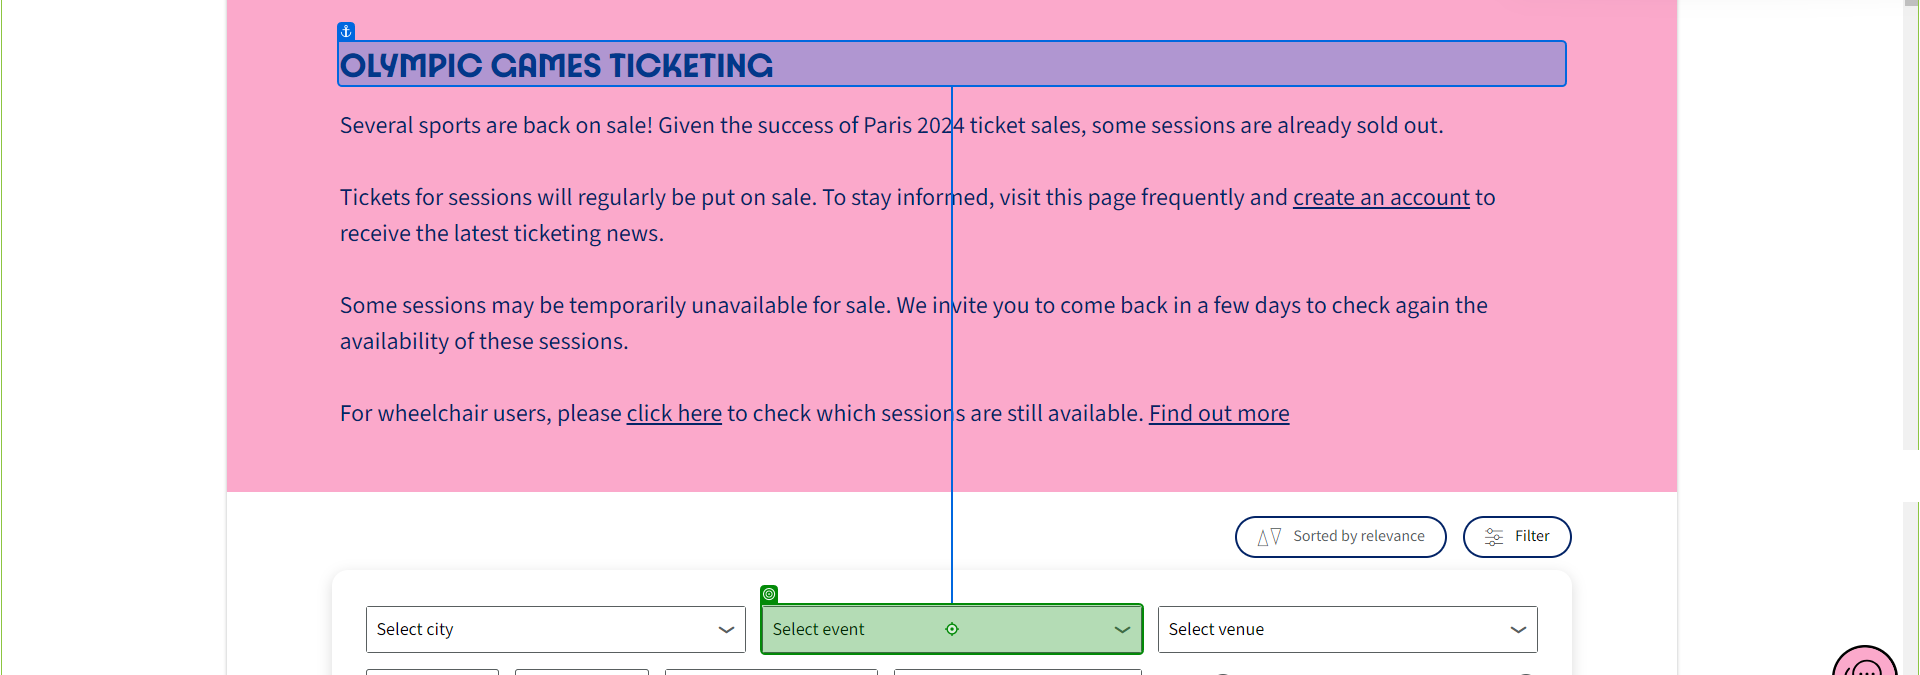 OLYMPIC GAMES TICKETING
Several sports are back on sale! Given the success of Paris 2024 ticket sales, some sessions are already sold out.
Tickets for sessions will regularly be put on sale. To stay informed, visit this page frequently and create an account to
receive the latest ticketing news.
Some sessions may be temporarily unavailable for sale. We invite you to come back in a few days to check again the
availability of these sessions.
For wheelchair users, please click here to check which sessions are still available. Find out more
Sorted by relevance
Filter
Select city
Select event
Select venue